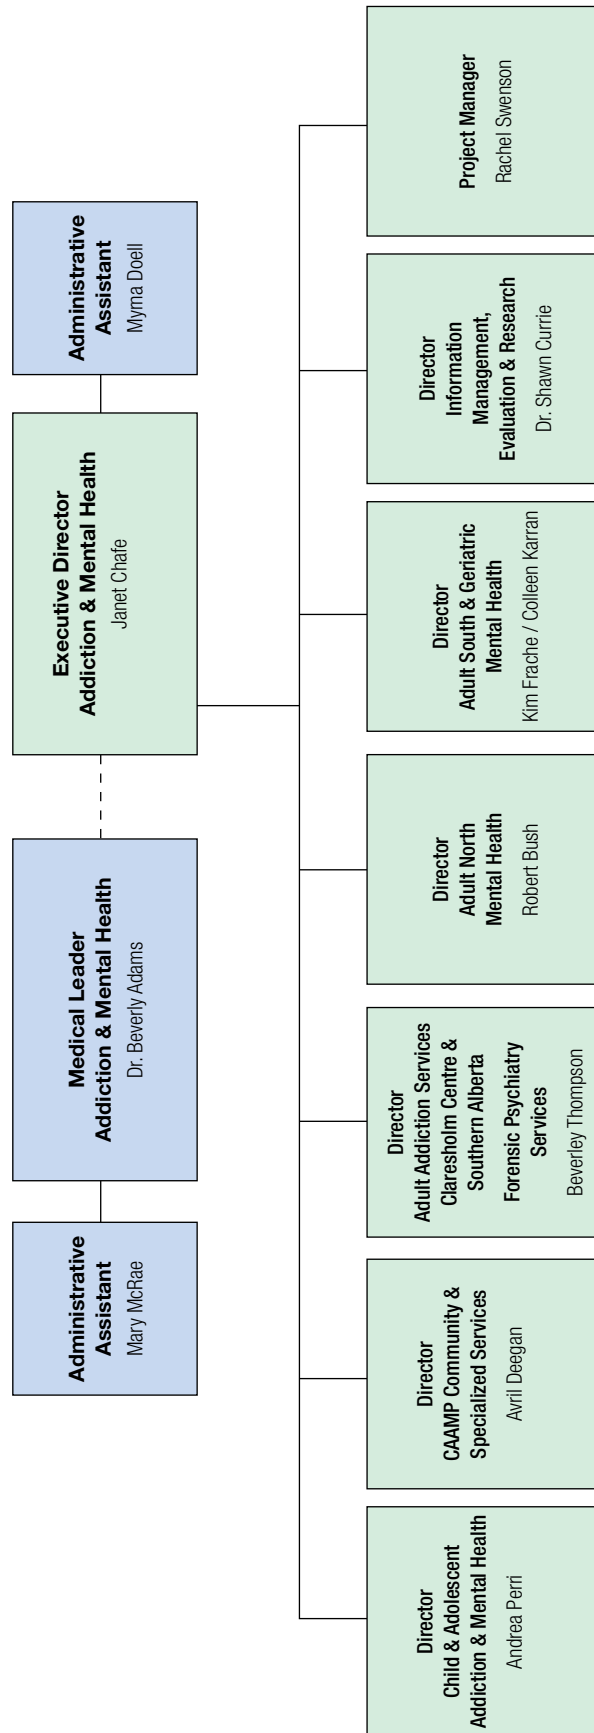 Administrative
Assistant
Mary McRae
Medical Leader
Addiction & Mental Health
Dr. Beverly Adams
Executive Director
Addiction & Mental Health
Janet Chafe
Administrative
Assistant
Myrna Doell
Director
Child & Adolescent
Addiction & Mental Health
Andrea Perri
Director
CAAMP Community &
Specialized Services
Avril Deegan
Director
Adult Addiction Services
Claresholm Centre &
Southern Alberta
Forensic Psychiatry
Services
Beverley Thompson
Director
Adult North
Mental Health
Robert Bush
Director
Adult South & Geriatric
Mental Health
Kim Frache / Colleen Karran
Director
Information
Management,
Evaluation & Research
Dr. Shawn Currie
Project Manager
Rachel Swenson